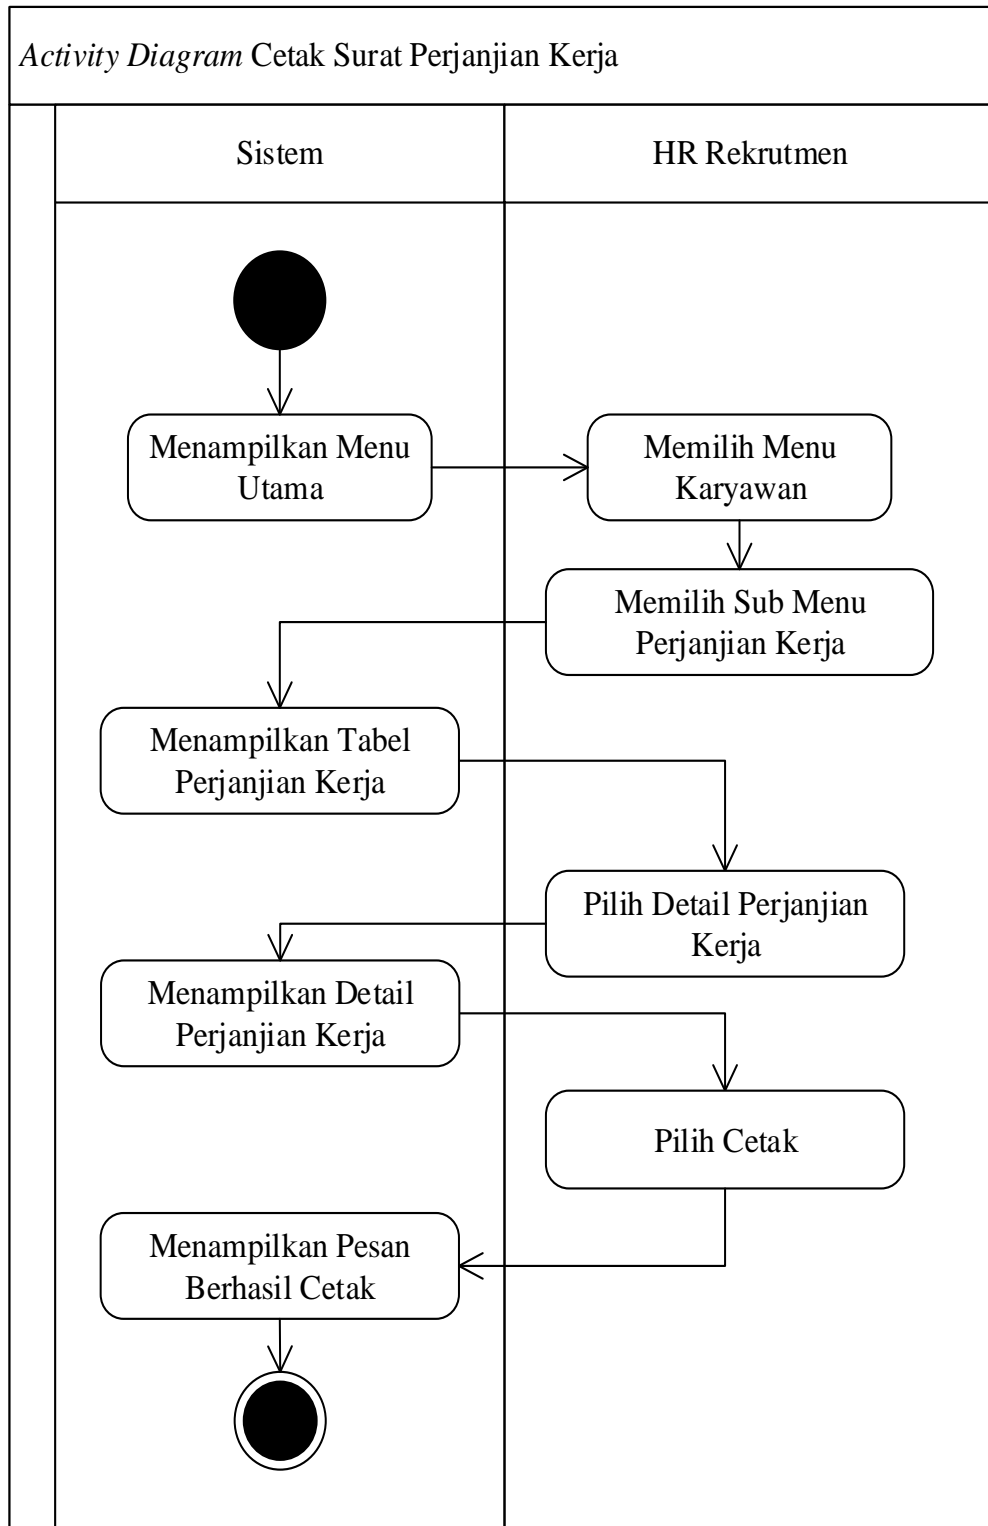 Activity Diagram Cetak Surat Perjanjian Kerja
Sistem
HR Rekrutmen
Menampilkan Menu
Utama
Memilih Menu
Karyawan
Memilih Sub Menu
Perjanjian Kerja
Menampilkan Tabel
Perjanjian Kerja
Pilih Detail Perjanjian
Kerja
Menampilkan Detail
Perjanjian Kerja
Pilih Cetak
Menampilkan Pesan
Berhasil Cetak